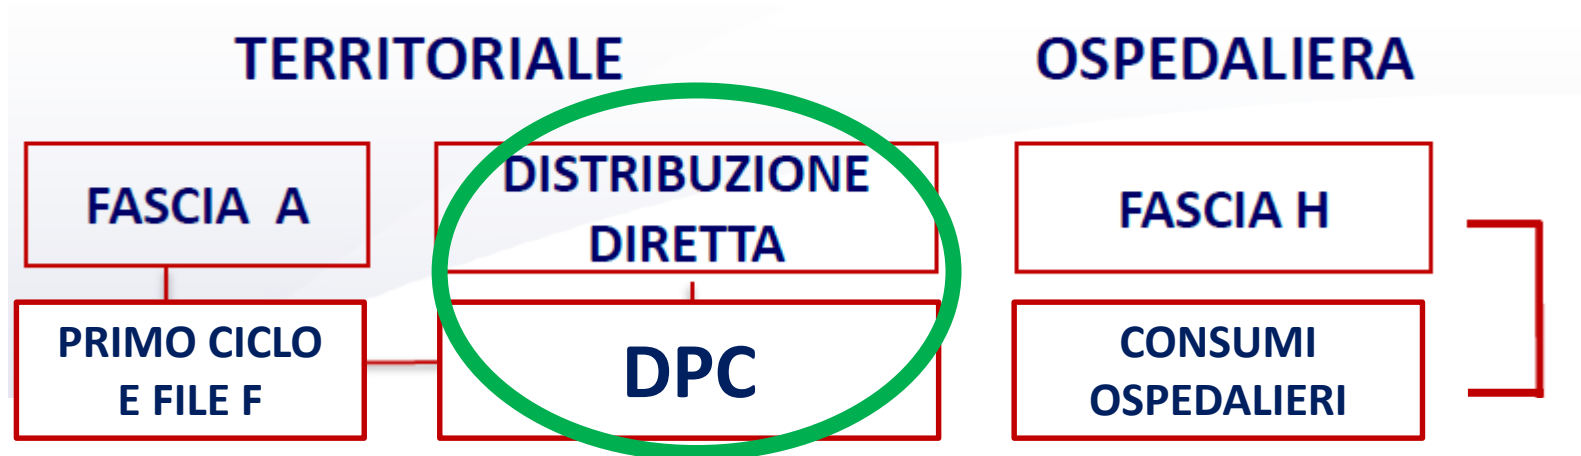 TERRITORIALE
OSPEDALIERA
FASCIA A
DISTRIBUZIONE
DIRETTA
FASCIA H
PRIMO CICLO
E FILE F
DPC
CONSUMI
OSPEDALIERI